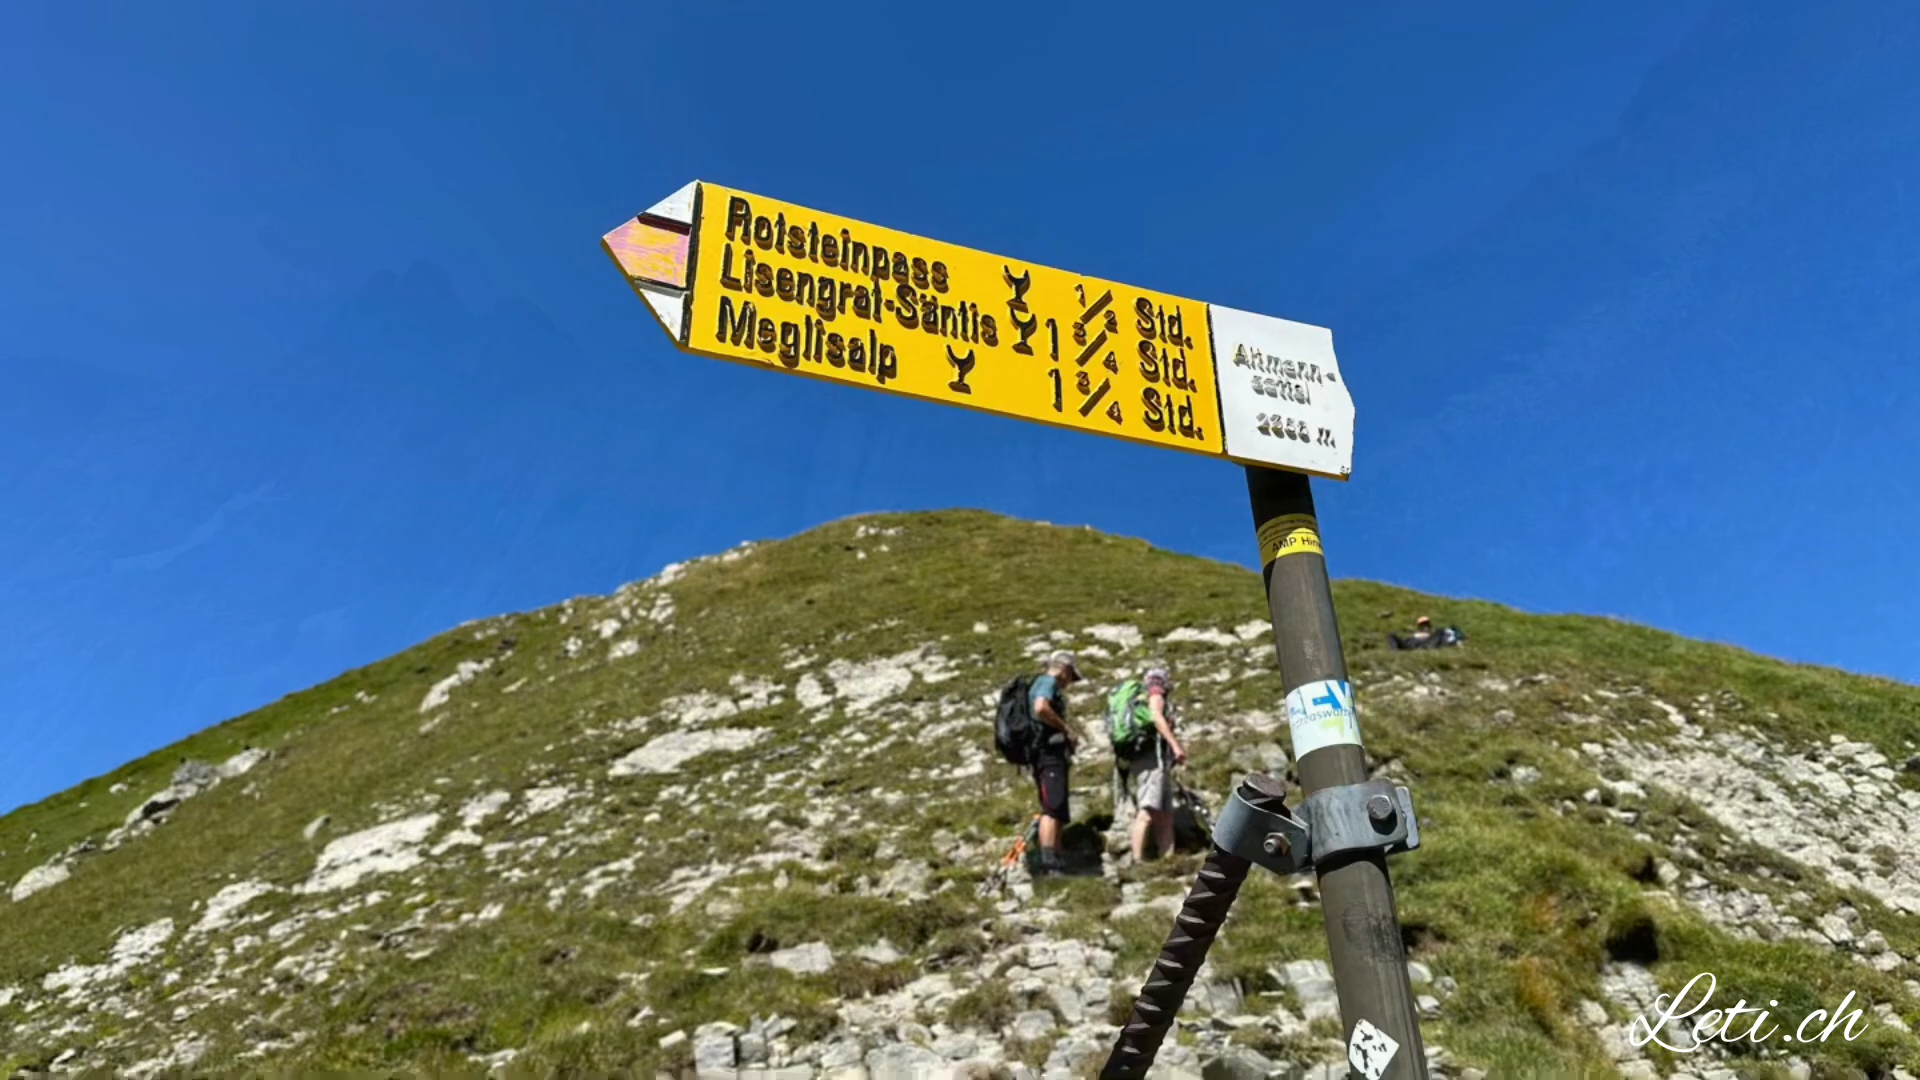 Rotsteinpass 1/2 Std.
Lisengrat-Säntis 1 3/4 Std.
Meglisalp 1 3/4 Std.
Altmann-
sattel
AMP
Leti.ch